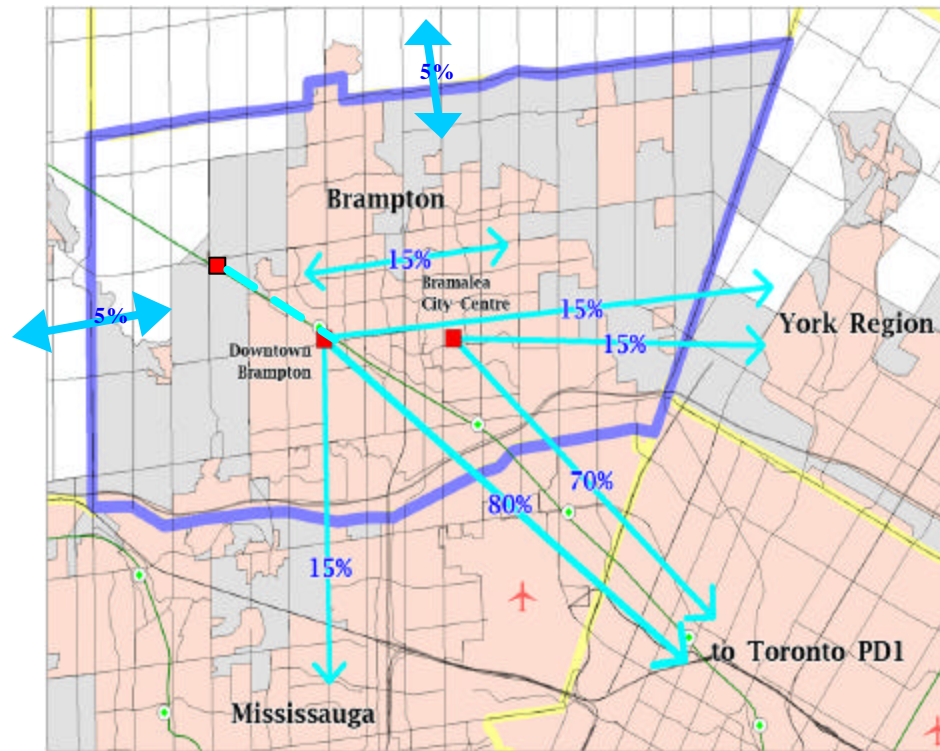 5%
Brampton
15%
Bramalea
City Centre
5%
15%
York Region
15%
Downtown
Brampton
70%
80%
15%
to Toronto PD1
Mississauga